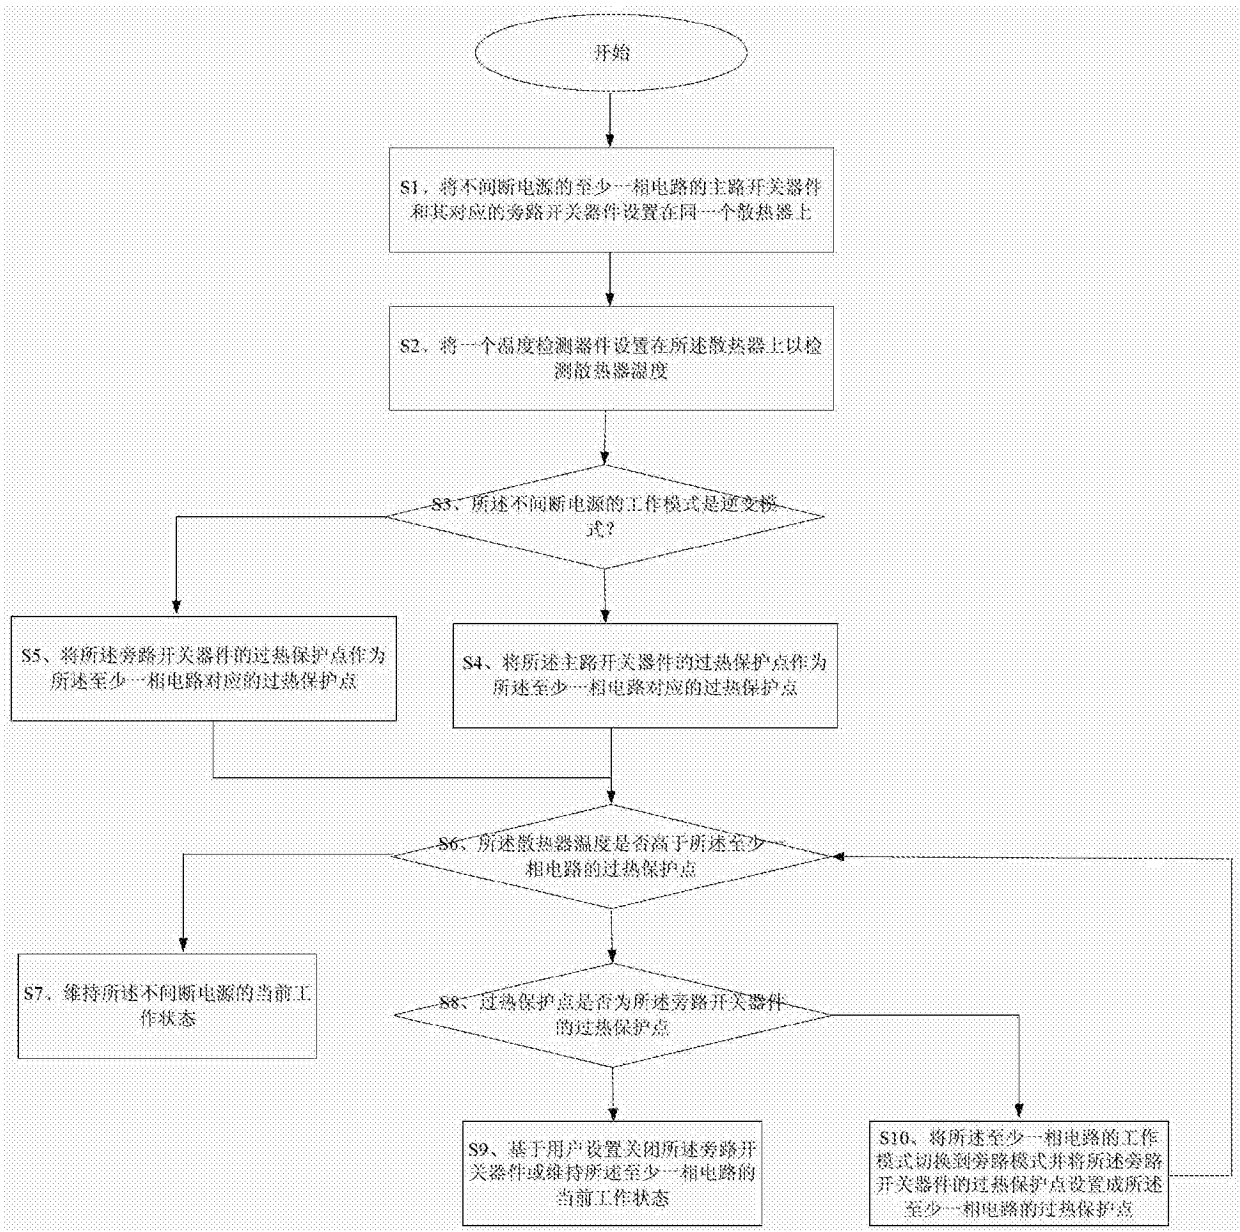 开始
S1、将不间断电源的至少一相电路的主路开关器件
和其对应的旁路开关器件设置在同一个散热器上
S2、将一个温度检测器件设置在所述散热器上以检
测散热器温度
S3、所述不间断电源的工作模式是逆变模
式?
S5、将所述旁路开关器件的过热保护点作为
所述至少一相电路对应的过热保护点
S4、将所述主路开关器件的过热保护点作为
所述至少一相电路对应的过热保护点
S6、所述散热器温度是否高于所述至少一
相电路的过热保护点
S7、维持所述不间断电源的当前工
作状态
S8、过热保护点是否为所述旁路开关器件
的过热保护点
S9、基于用户设置关闭所述旁路开
关器件或维持所述至少一相电路的
当前工作状态
S10、将所述至少一相电路的工作
模式切换到旁路模式并将所述旁路
开关器件的过热保护点设置成所述
至少一相电路的过热保护点